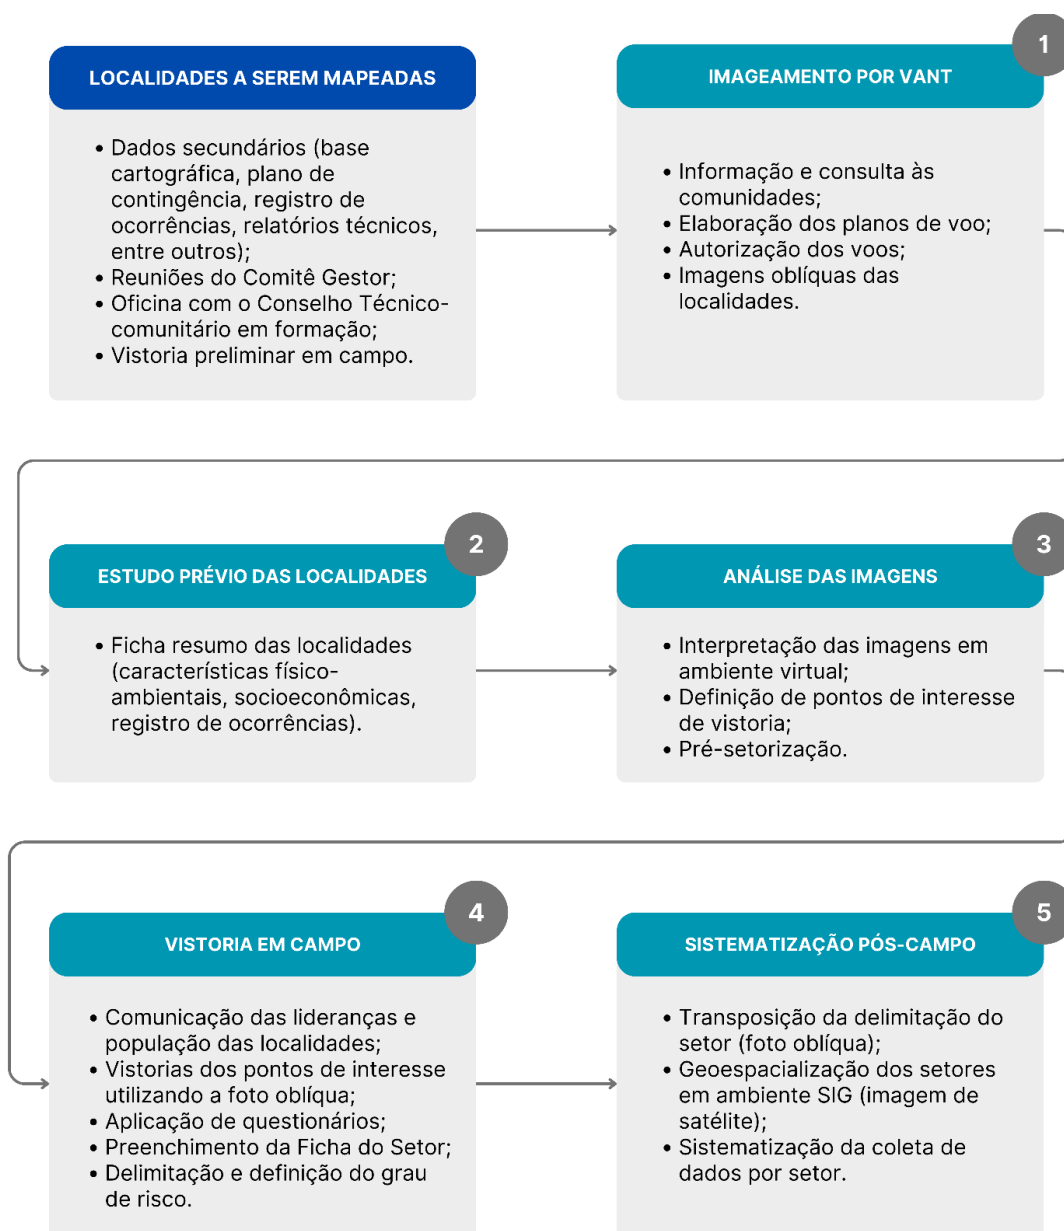 LOCALIDADES A SEREM MAPEADAS
• Dados secundários (base
cartográfica, plano de
contingência, registro de
ocorrências, relatórios técnicos,
entre outros);
• Reuniões do Comitê Gestor;
• Oficina com o Conselho Técnico-
comunitário em formação;
• Vistoria preliminar em campo.
1
IMAGEAMENTO POR VANT
• Informação e consulta às
comunidades;
• Elaboração dos planos de voo;
• Autorização dos voos;
• Imagens oblíquas das
localidades.
2
ESTUDO PRÉVIO DAS LOCALIDADES
• Ficha resumo das localidades
(características físico-
ambientais, socioeconômicas,
registro de ocorrências).
3
ANÁLISE DAS IMAGENS
• Interpretação das imagens em
ambiente virtual;
• Definição de pontos de interesse
de vistoria;
• Pré-setorização.
4
VISTORIA EM CAMPO
• Comunicação das lideranças e
população das localidades;
• Vistorias dos pontos de interesse
utilizando a foto oblíqua;
• Aplicação de questionários;
• Preenchimento da Ficha do Setor;
• Delimitação e definição do grau
de risco.
5
SISTEMATIZAÇÃO PÓS-CAMPO
• Transposição da delimitação do
setor (foto oblíqua);
• Geoespacialização dos setores
em ambiente SIG (imagem de
satélite);
• Sistematização da coleta de
dados por setor.